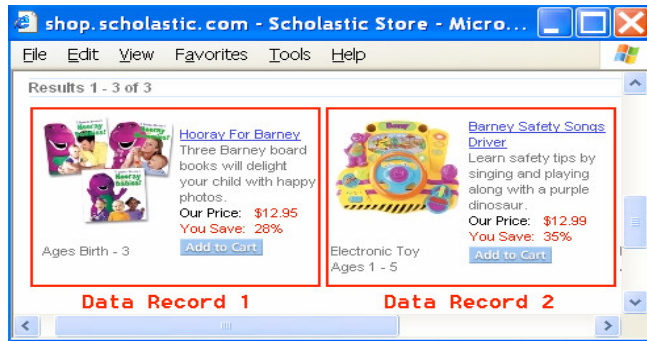 shop.scholastic.com - Scholastic Store - Micro...
File Edit View Favorites Tools Help
Results 1 - 3 of 3
Hooray For Barney
Three Barney board
books will delight
your child with happy
photos.
Our Price: $12.95
You Save: 28%
Add to Cart
Ages Birth - 3
Data Record 1
Barney Safety Songs
Driver
Learn safety tips by
singing and playing
along with a purple
dinosaur.
Our Price: $12.99
You Save: 35%
Add to Cart
Electronic Toy
Ages 1 - 5
Data Record 2